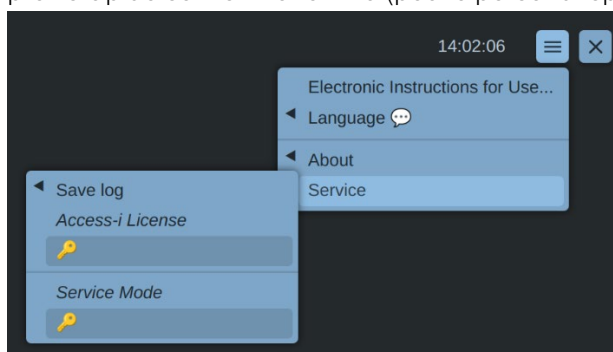 14:02:06
Electronic Instructions for Use...
Language
About
Service
Save log
Access-i License
Service Mode